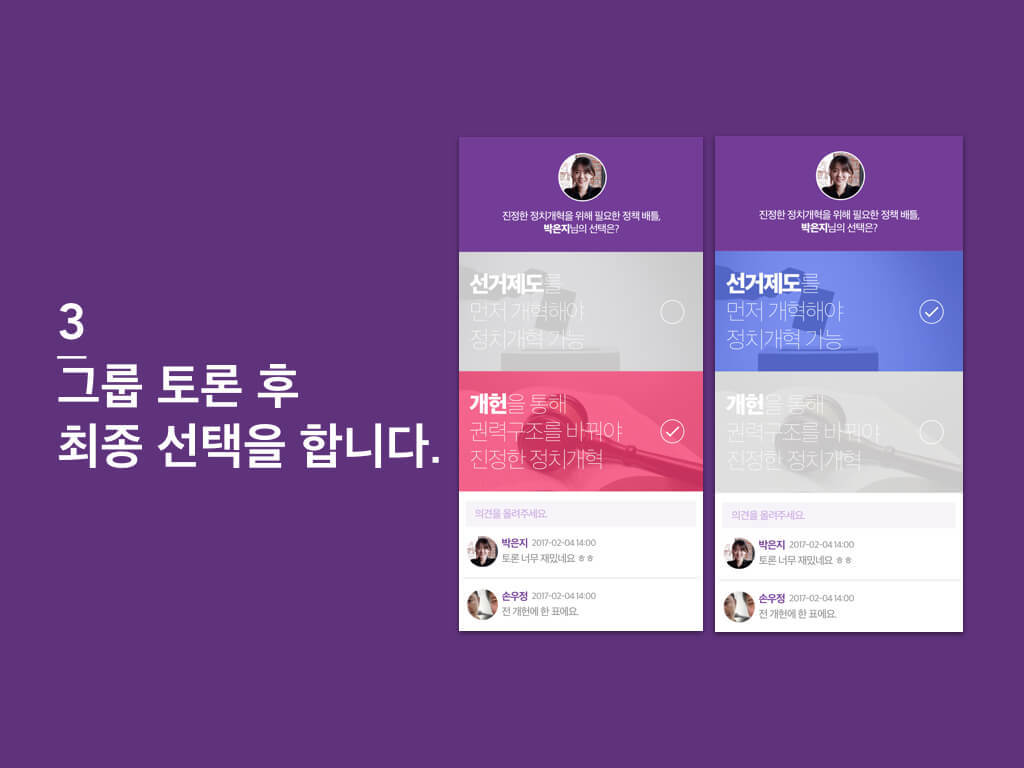 3
그룹 토론 후
최종 선택을 합니다.
진정한 정치개혁을 위해 필요한 정책 배틀,
박은지님의 선택은?
선거제도를
먼저 개혁해야
정치개혁 가능
개헌을 통해
권력구조를 바꿔야
진정한 정치개혁
의견을 올려주세요.
박은지 2017-02-04 14:00
토론 너무 재밌네요 ㅎㅎ
손우정 2017-02-04 14:00
전 개헌에 한 표에요.
진정한 정치개혁을 위해 필요한 정책 배틀,
박은지님의 선택은?
선거제도를
먼저 개혁해야
정치개혁 가능
개헌을 통해
권력구조를 바꿔야
진정한 정치개혁
의견을 올려주세요.
박은지 2017-02-04 14:00
토론 너무 재밌네요 ㅎㅎ
손우정 2017-02-04 14:00
전 개헌에 한 표에요.